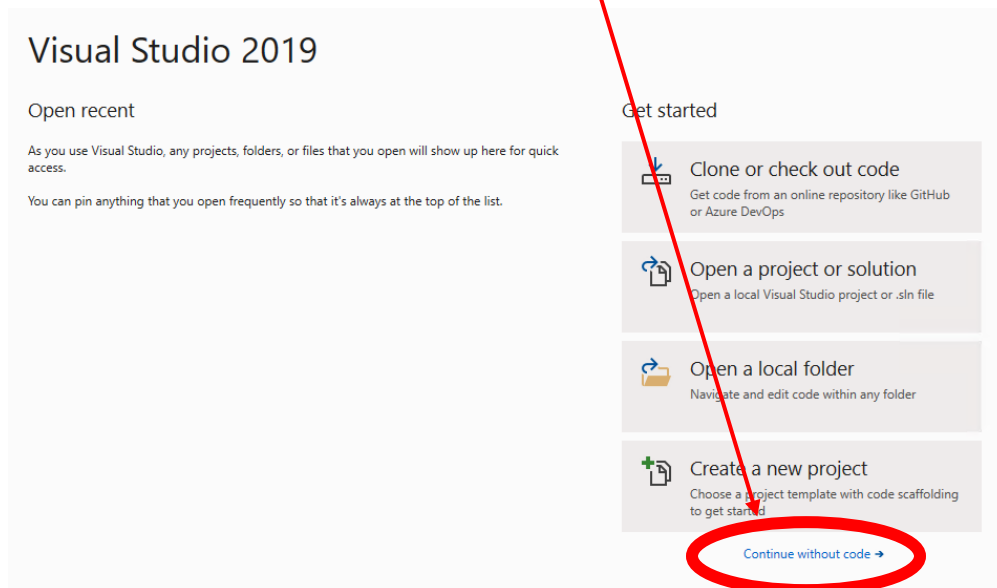 Visual Studio 2019
Open recent
As you use Visual Studio, any projects, folders, or files that you open will show up here for quick
access.
You can pin anything that you open frequently so that it's always at the top of the list.
Get started
Clone or check out code
Get code from an online repository like GitHub
or Azure DevOps
Open a project or solution
Open a local Visual Studio project or .sln file
Open a local folder
Navigate and edit code within any folder
Create a new project
Choose a project template with code scaffolding
to get started
Continue without code →